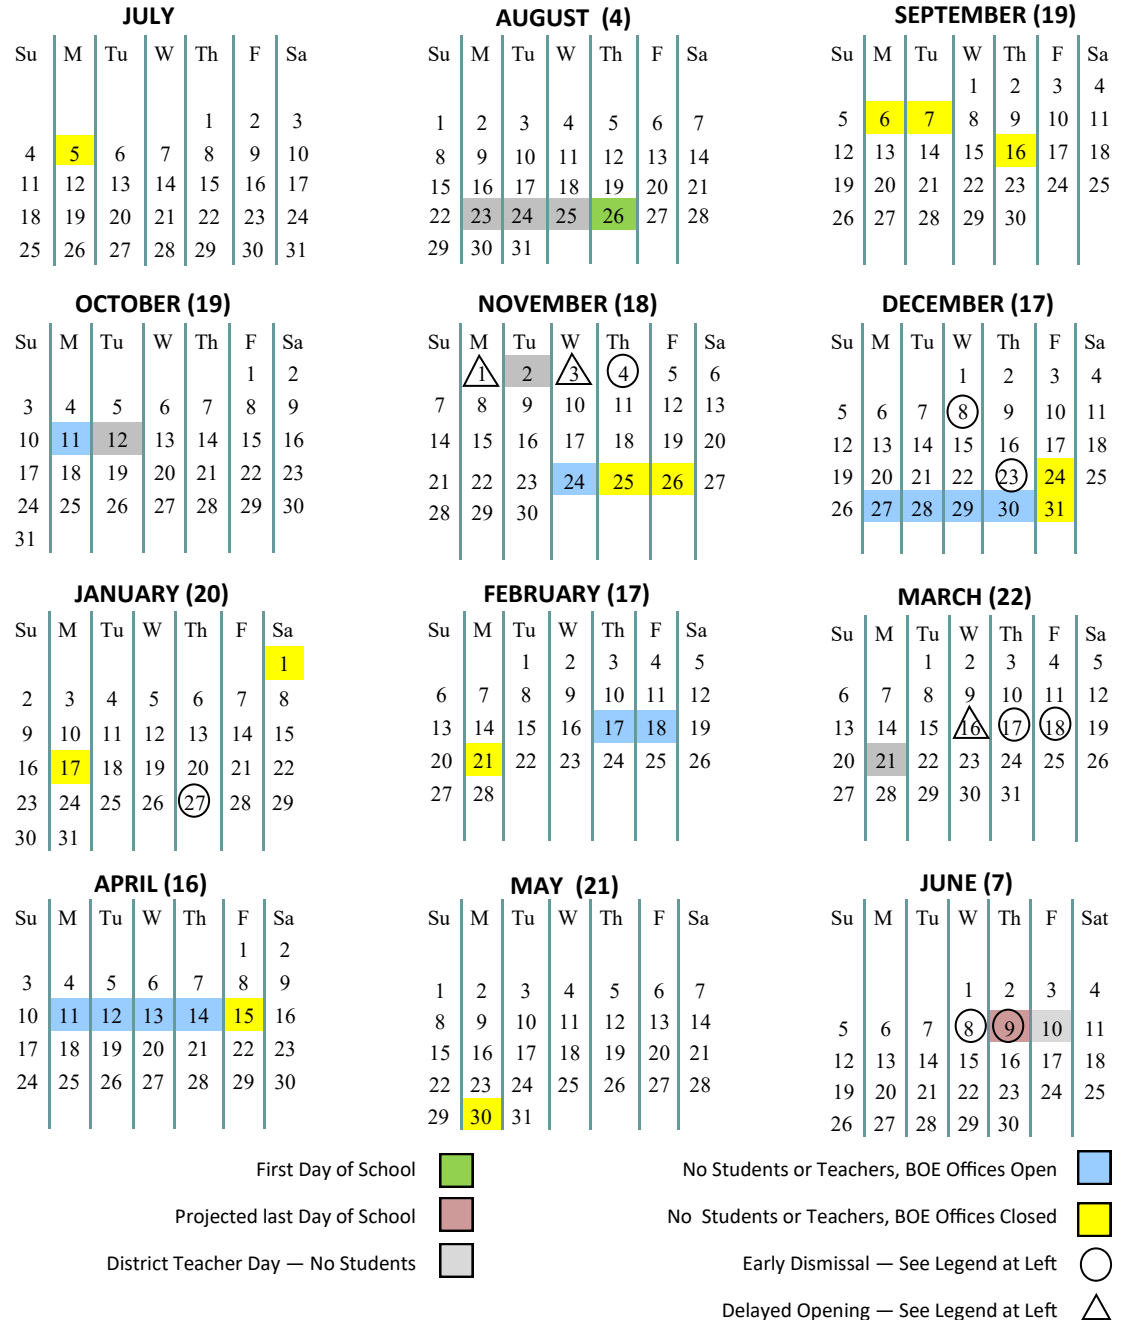 JULY AUGUST (4) SEPTEMBER (19)
Su M Tu W Th F Sa Su M Tu W Th F Sa Su M Tu W Th F Sa
1 2 3 4
1 2 3 1 2 3 4 5 6 7 5 6 7 8 9 10 11
4 5 6 7 8 9 10 8 9 10 11 12 13 14 12 13 14 15 16 17 18
11 12 13 14 15 16 17 15 16 17 18 19 20 21 19 20 21 22 23 24 25
18 19 20 21 22 23 24 22 23 24 25 26 27 28 26 27 28 29 30
25 26 27 28 29 30 31 29 30 31
OCTOBER (19) NOVEMBER (18) DECEMBER (17)
Su M Tu W Th F Sa Su M Tu W Th F Sa Su M Tu W Th F Sa
1 2 1 2 3 4 5 6 1 2 3 4
3 4 5 6 7 8 9 7 8 9 10 11 12 13 5 6 7 8 9 10 11
10 11 12 13 14 15 16 14 15 16 17 18 19 20 12 13 14 15 16 17 18
17 18 19 20 21 22 23 21 22 23 24 25 26 27 19 20 21 22 23 24 25
24 25 26 27 28 29 30 28 29 30 26 27 28 29 30 31
31
JANUARY (20) FEBRUARY (17) MARCH (22)
Su M Tu W Th F Sa Su M Tu W Th F Sa Su M Tu W Th F Sa
1 1 2 3 4 5 1 2 3 4 5
2 3 4 5 6 7 8 6 7 8 9 10 11 12 6 7 8 9 10 11 12
9 10 11 12 13 14 15 13 14 15 16 17 18 19 13 14 15 16 17 18 19
16 17 18 19 20 21 22 20 21 22 23 24 25 26 20 21 22 23 24 25 26
23 24 25 26 27 28 29 27 28 27 28 29 30 31
30 31
APRIL (16) MAY (21) JUNE (7)
Su M Tu W Th F Sa Su M Tu W Th F Sa Su M Tu W Th F Sat
1 2
3 4 5 6 7 8 9 1 2 3 4 5 6 7 1 2 3 4
10 11 12 13 14 15 16 8 9 10 11 12 13 14 5 6 7 8 9 10 11
17 18 19 20 21 22 23 15 16 17 18 19 20 21 12 13 14 15 16 17 18
24 25 26 27 28 29 30 22 23 24 25 26 27 28 19 20 21 22 23 24 25
29 30 31 26 27 28 29 30
First Day of School No Students or Teachers, BOE Offices Open
Projected last Day of School No Students or Teachers, BOE Offices Closed
District Teacher Day — No Students Early Dismissal — See Legend at Left
Delayed Opening — See Legend at Left